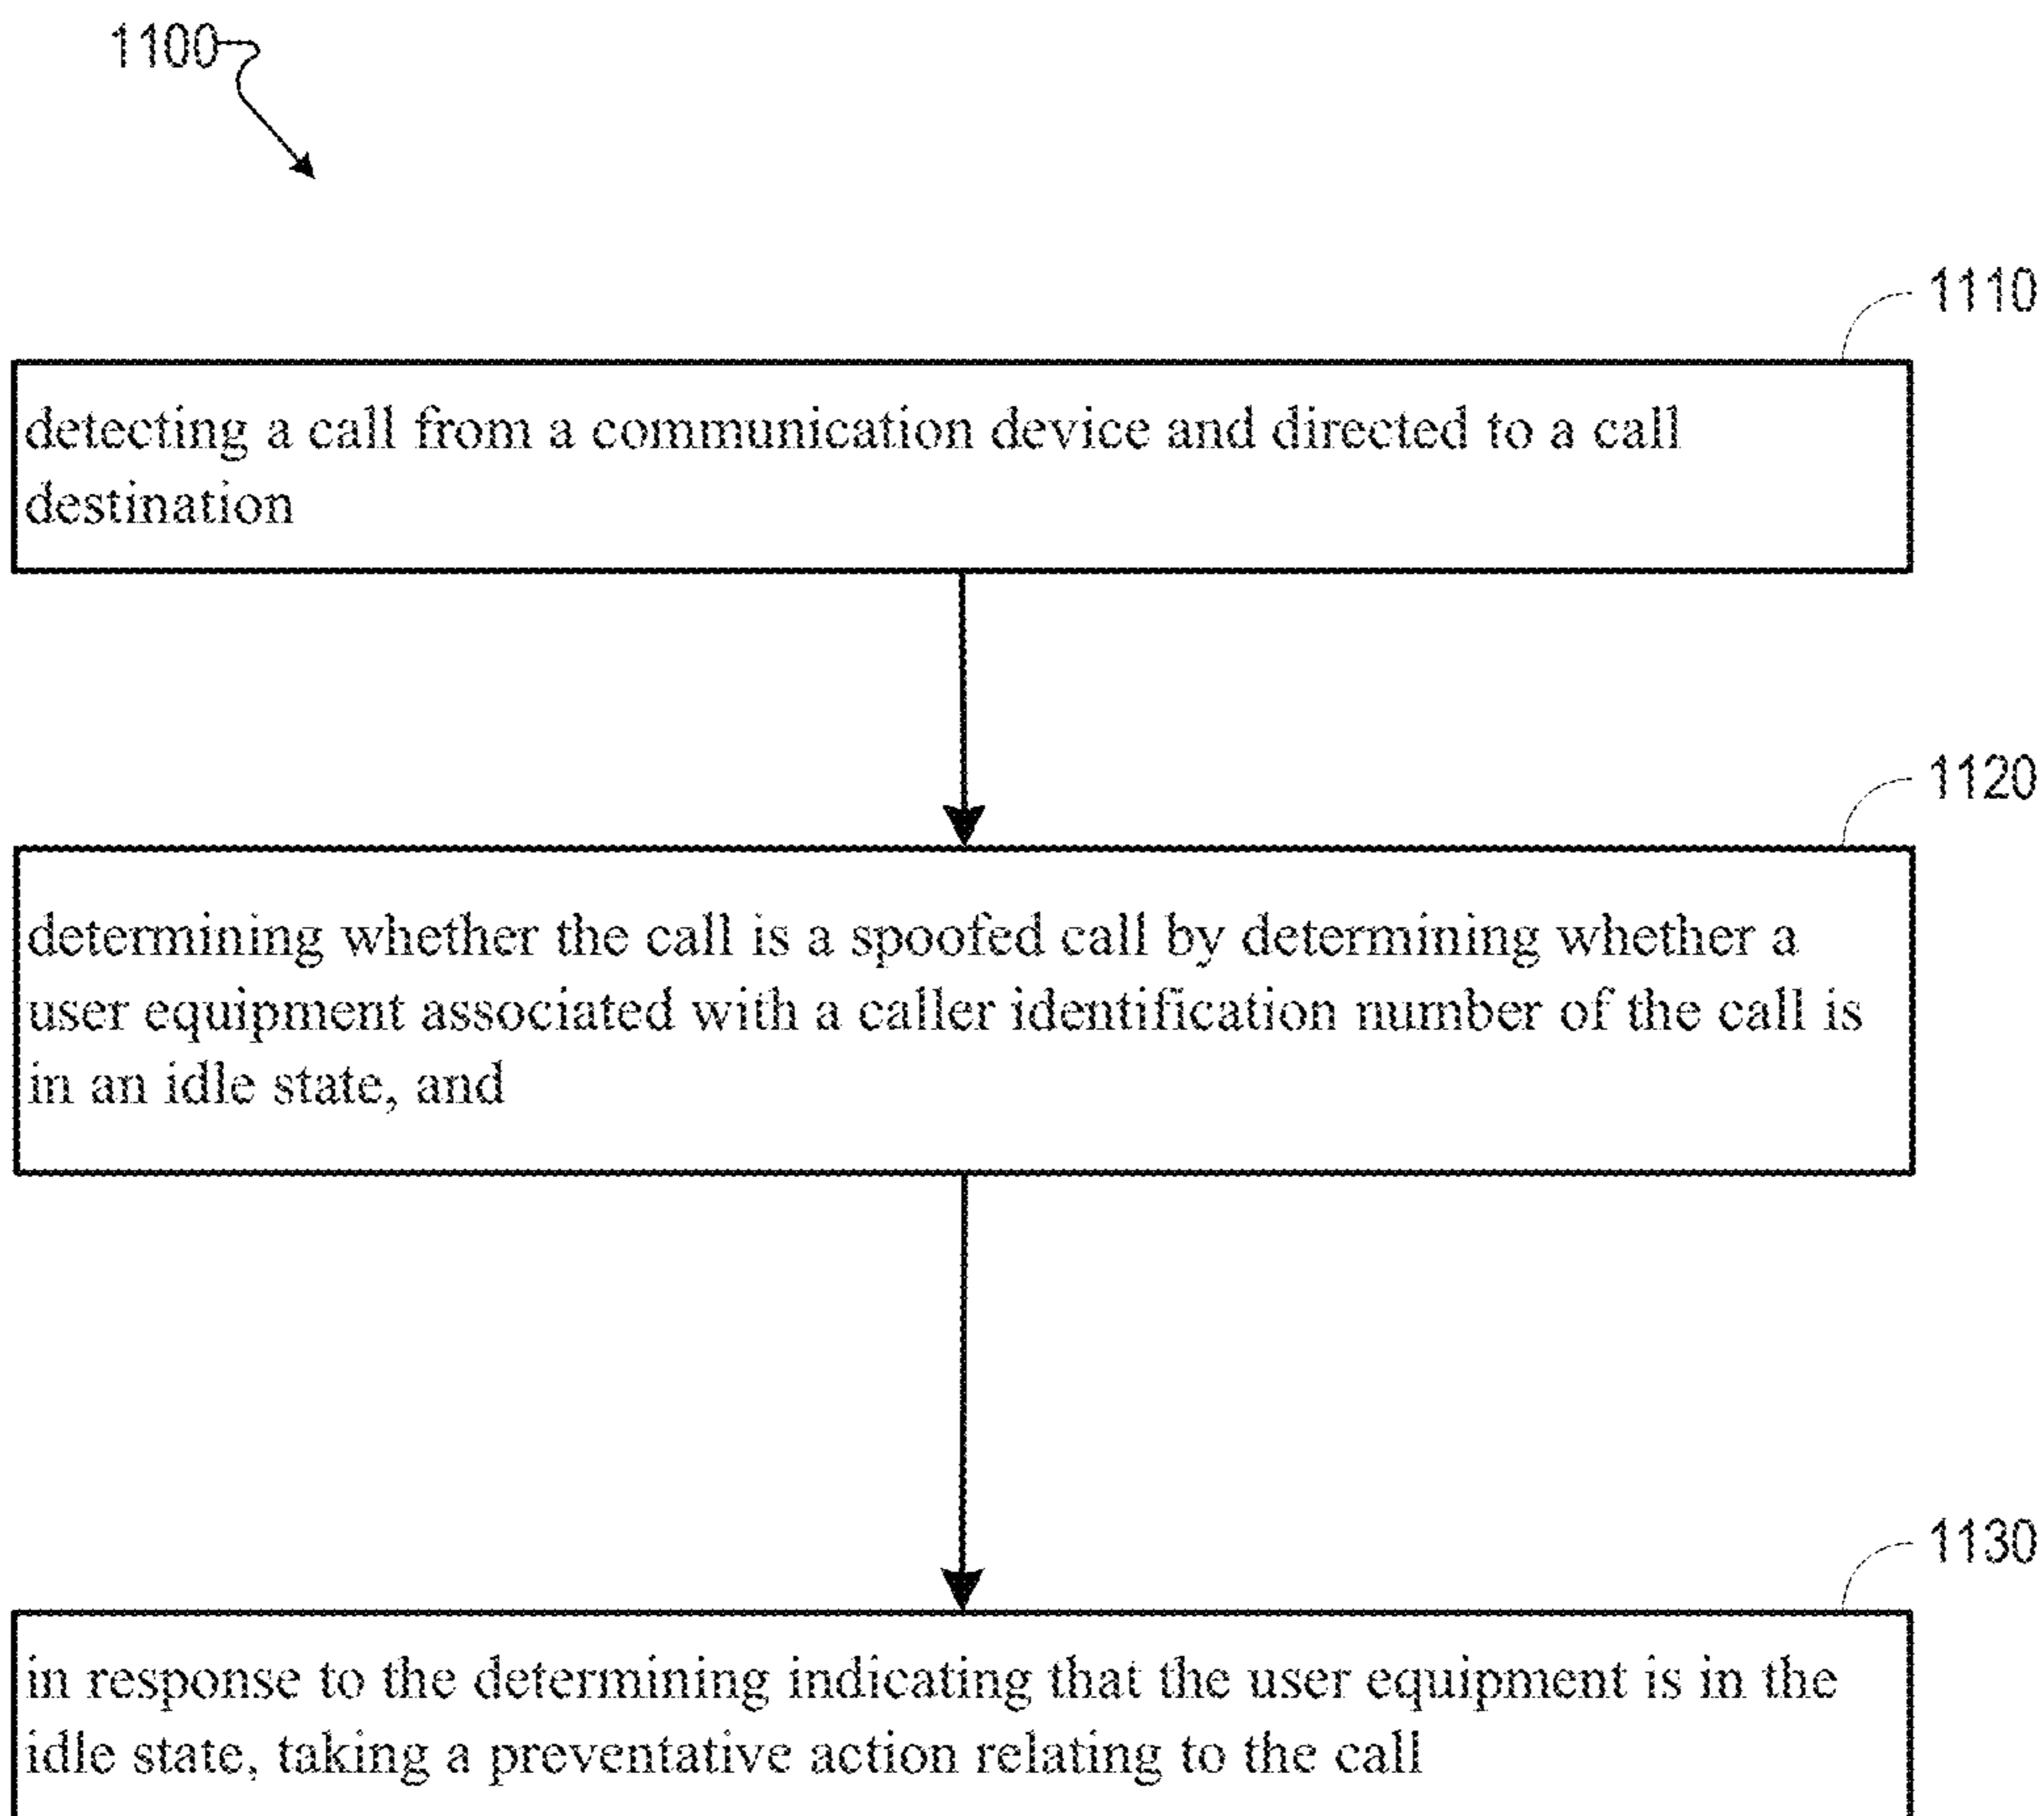 1100
1110
detecting a call from a communication device and directed to a call
destination
1120
determining whether the call is a spoofed call by determining whether a
user equipment associated with a caller identification number of the call is
in an idle state, and
1130
in response to the determining indicating that the user equipment is in the
idle state, taking a preventative action relating to the call